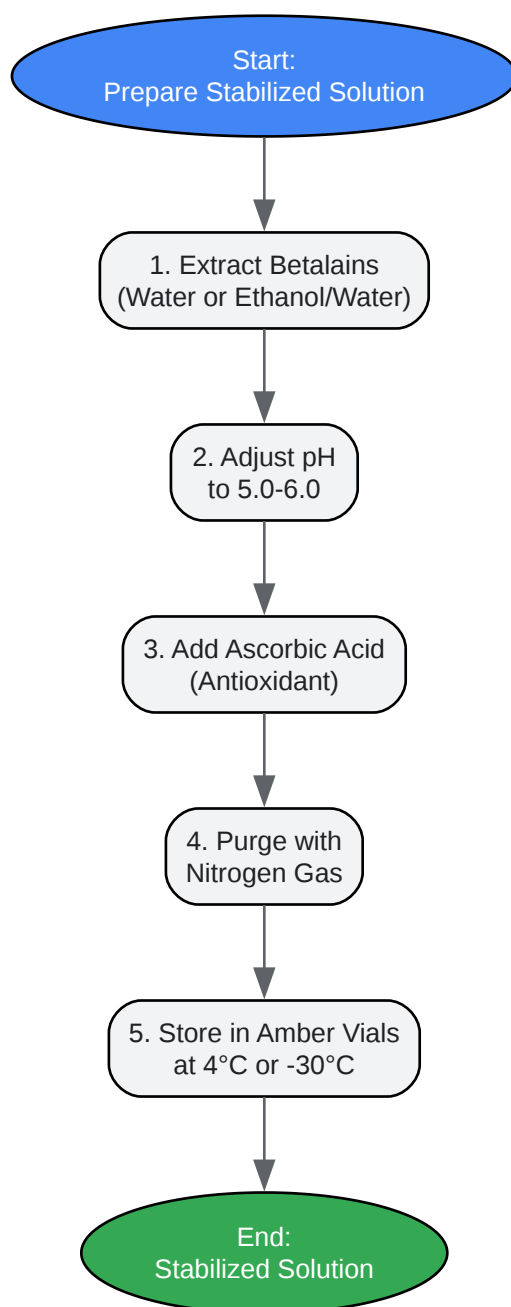 Start:
Prepare Stabilized Solution
1. Extract Betalains
(Water or Ethanol/Water)
2. Adjust pH
to 5.0-6.0
3. Add Ascorbic Acid
(Antioxidant)
4. Purge with
Nitrogen Gas
5. Store in Amber Vials
at 4°C or -30°C
End:
Stabilized Solution